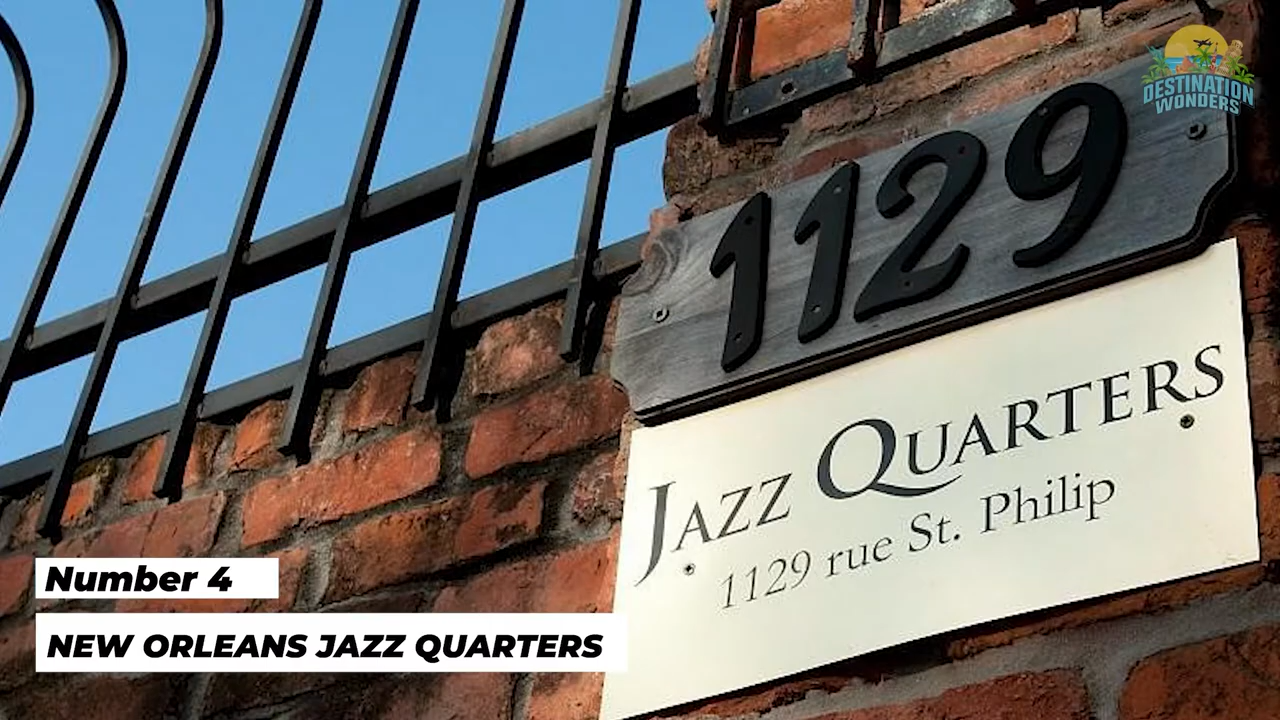 DESTINATION
WONDERS
1129
JAZZ QUARTERS
1129 rue St. Philip
Number 4
NEW ORLEANS JAZZ QUARTERS